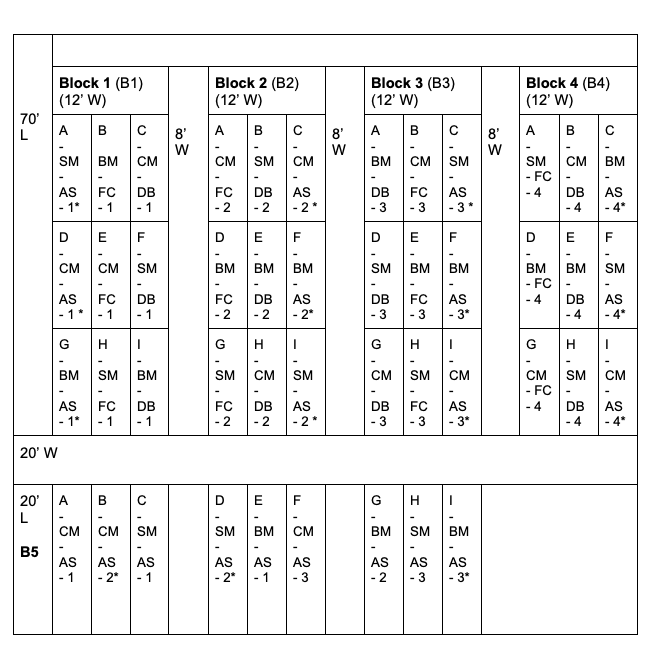 Block 1 (B1)
(12' W)
Block 2 (B2)
(12' W)
Block 3 (B3)
(12' W)
Block 4 (B4)
(12' W)
70'
L
8'
W
8'
W
8'
W
A
-
SM
-
AS
- 1*
B
-
BM
FC
- 1
C
-
CM
-
DB
- 1
A
-
CM
-
FC
- 2
B
-
SM
-
DB
- 2
C
-
CM
-
AS
- 2 *
A
-
BM
-
DB
- 3
B
-
CM
-
FC
- 3
C
-
SM
-
AS
- 3 *
A
-
SM
- FC
- 4
B
-
CM
-
DB
- 4
C
-
BM
-
AS
- 4*
D
-
CM
-
AS
- 1 *
E
-
CM
-
FC
- 1
F
-
SM
-
DB
- 1
D
-
BM
-
FC
- 2
E
-
BM
-
DB
- 2
F
-
BM
-
AS
- 2*
D
-
SM
-
DB
- 3
E
-
BM
-
FC
- 3
F
-
BM
-
AS
- 3*
D
-
BM
- FC
- 4
E
-
BM
-
DB
- 4
F
-
SM
-
AS
- 4*
G
-
BM
-
AS
- 1*
H
-
SM
-
FC
- 1
I
-
BM
-
DB
- 1
G
-
SM
-
FC
- 2
H
-
CM
-
DB
- 2
I
-
SM
-
AS
- 2 *
G
-
CM
-
DB
- 3
H
-
SM
-
FC
- 3
I
-
CM
-
AS
- 3*
G
-
CM
- FC
- 4
H
-
SM
-
DB
- 4
I
-
CM
-
AS
- 4*
20' W
20'
L
B5
A
-
CM
-
AS
- 1
B
-
CM
-
AS
- 2*
C
-
SM
-
AS
- 1
D
-
SM
-
AS
- 2*
E
-
BM
-
AS
- 1
F
-
CM
-
AS
- 3
G
-
BM
-
AS
- 2
H
-
SM
-
AS
- 3
I
-
BM
-
AS
- 3*